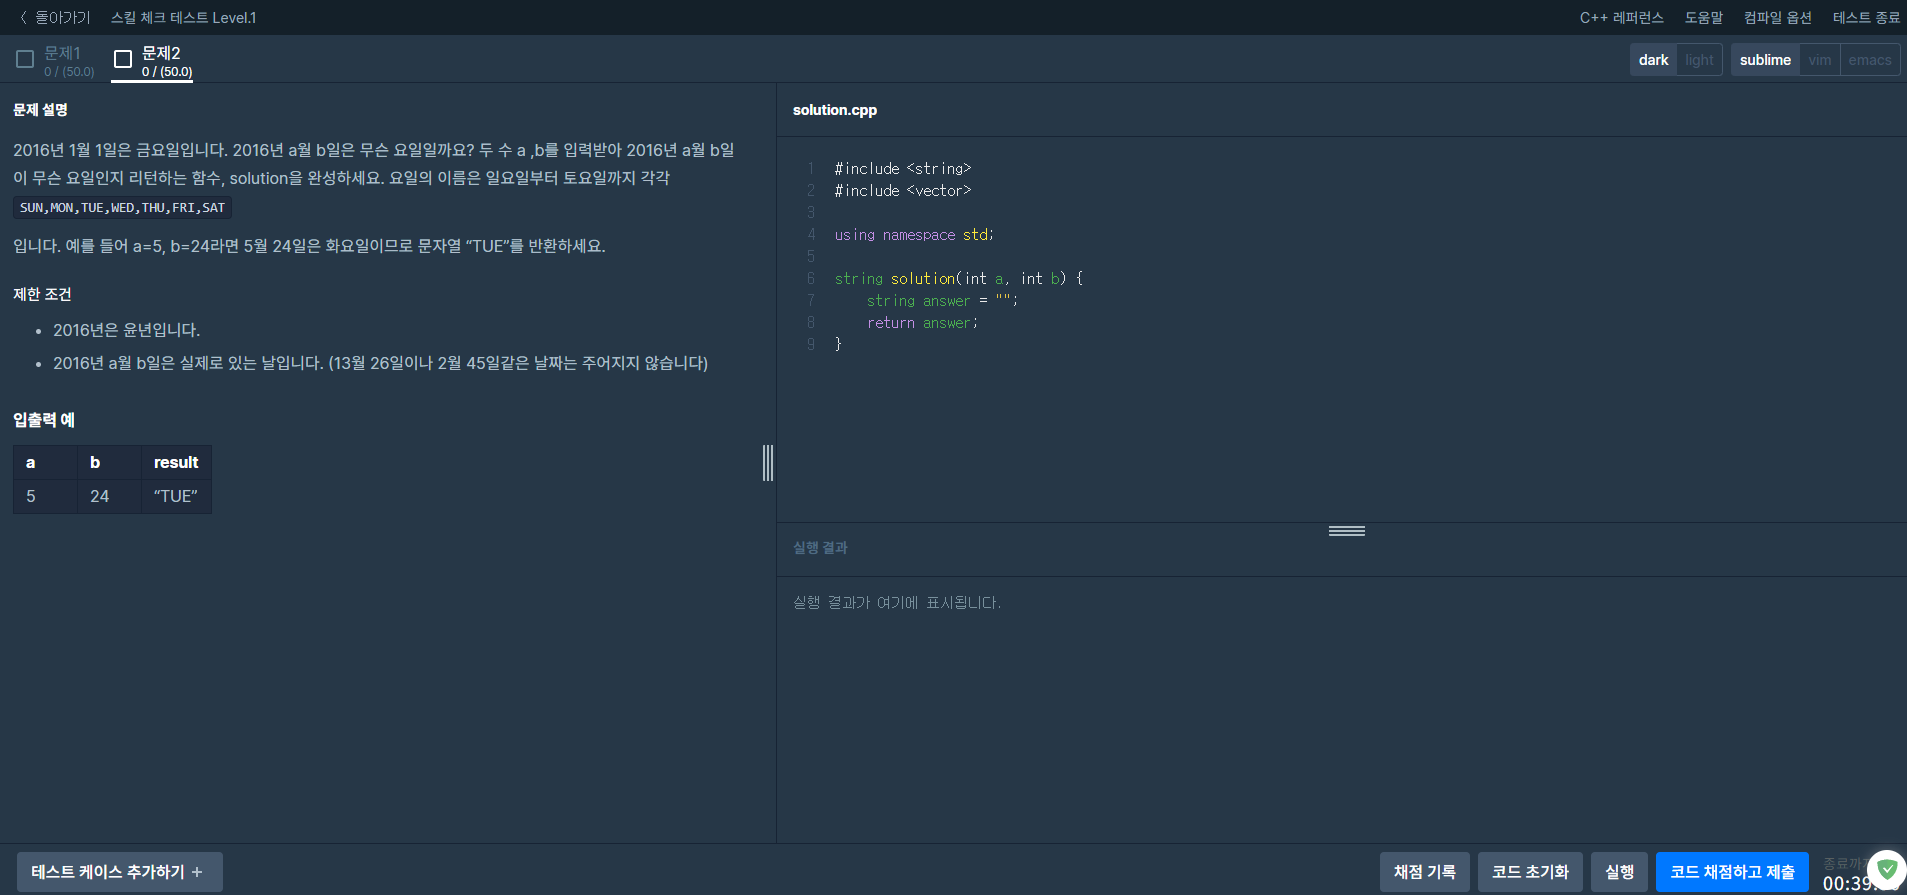 〈 돌아가기 스킬 체크 테스트 Level.1 C++ 레퍼런스 도움말 컴파일 옵션 테스트 종료
문제1 문제2
0 / (50.0) 0 / (50.0)
dark light sublime vim emacs
문제 설명
2016년 1월 1일은 금요일입니다. 2016년 a월 b일은 무슨 요일일까요? 두 수 a ,b를 입력받아 2016년 a월 b일
이 무슨 요일인지 리턴하는 함수, solution을 완성하세요. 요일의 이름은 일요일부터 토요일까지 각각
SUN,MON,TUE,WED,THU,FRI,SAT
입니다. 예를 들어 a=5, b=24라면 5월 24일은 화요일이므로 문자열 “TUE”를 반환하세요.
제한 조건
• 2016년은 윤년입니다.
• 2016년 a월 b일은 실제로 있는 날입니다. (13월 26일이나 2월 45일같은 날짜는 주어지지 않습니다)
입출력 예
a b result
5 24 “TUE”
solution.cpp
1 #include <string>
2 #include <vector>
3
4 using namespace std;
5
6 string solution(int a, int b) {
7 string answer = "";
8 return answer;
9 }
실행 결과
실행 결과가 여기에 표시됩니다.
테스트 케이스 추가하기 +
채점 기록 코드 초기화 실행 코드 채점하고 제출
종료까
00:39: